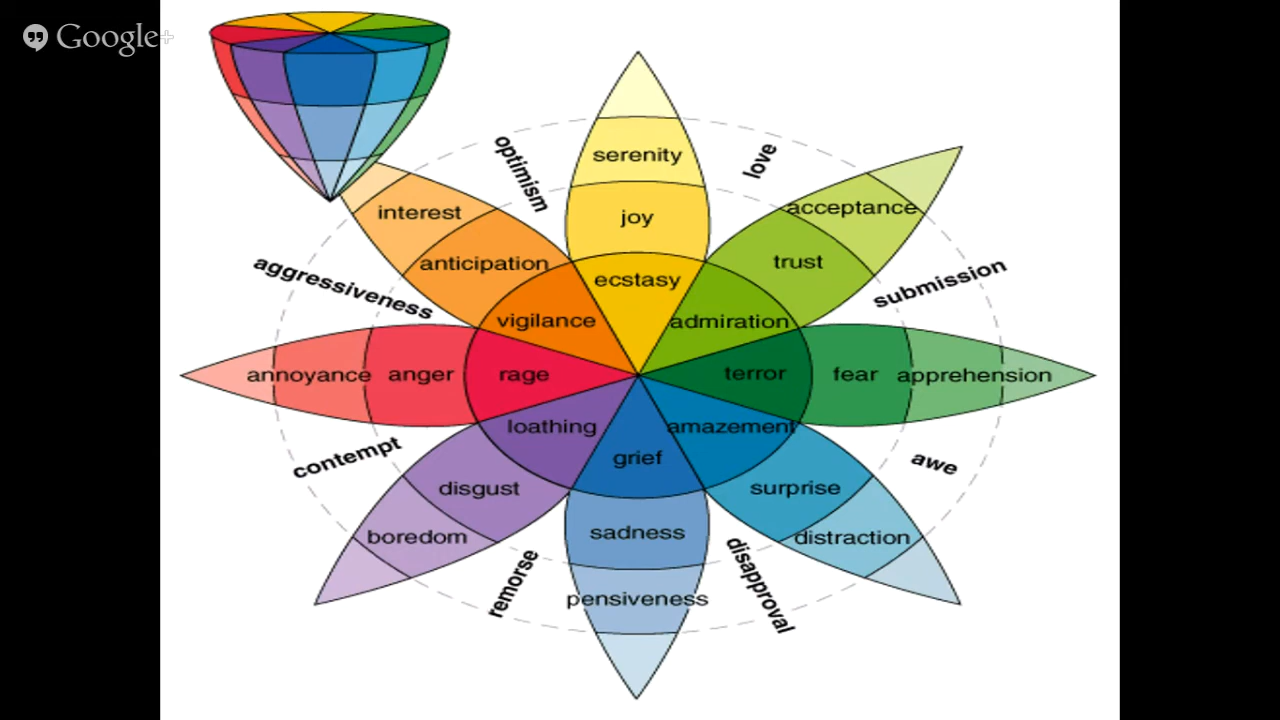 Google+
optimism
serenity
love
interest
joy
acceptance
anticipation
trust
aggressiveness
ecstasy
submission
vigilance
admiration
annoyance
anger
rage
terror
fear
apprehension
loathing
amazement
contempt
grief
awe
disgust
surprise
boredom
sadness
distraction
remorse
pensiveness
disapproval